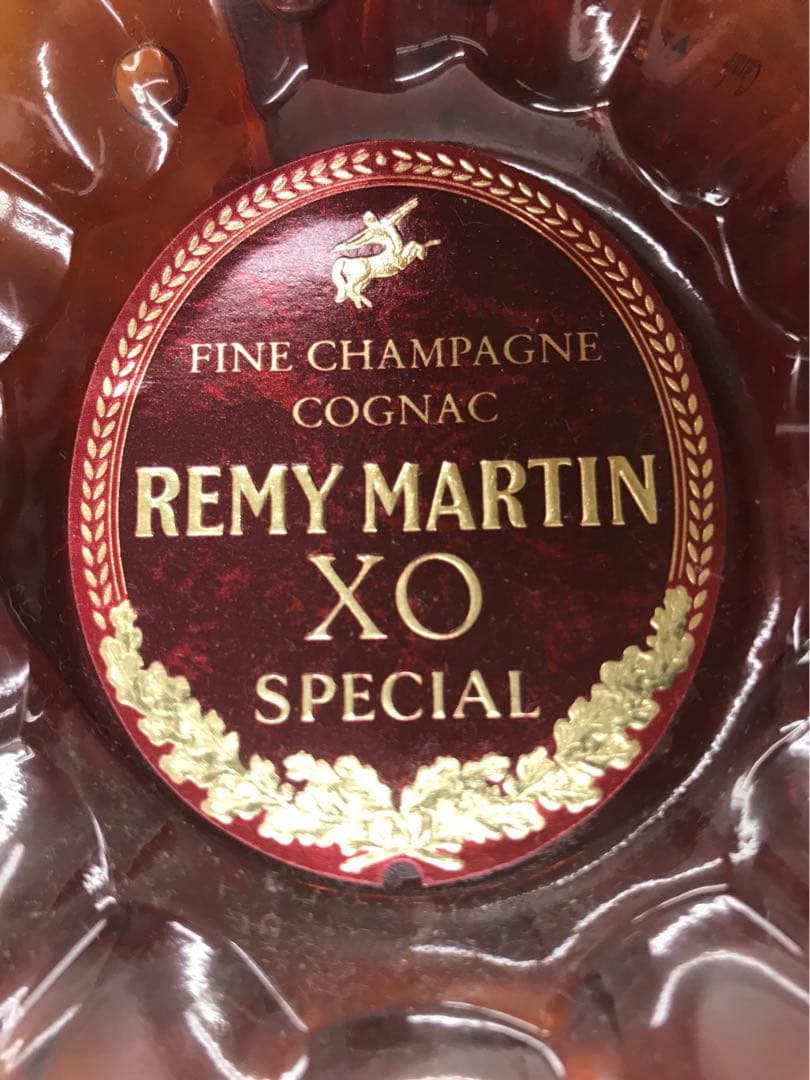 FINE CHAMPAGNE
COGNAC
REMY MARTIN
XO
SPECIAL